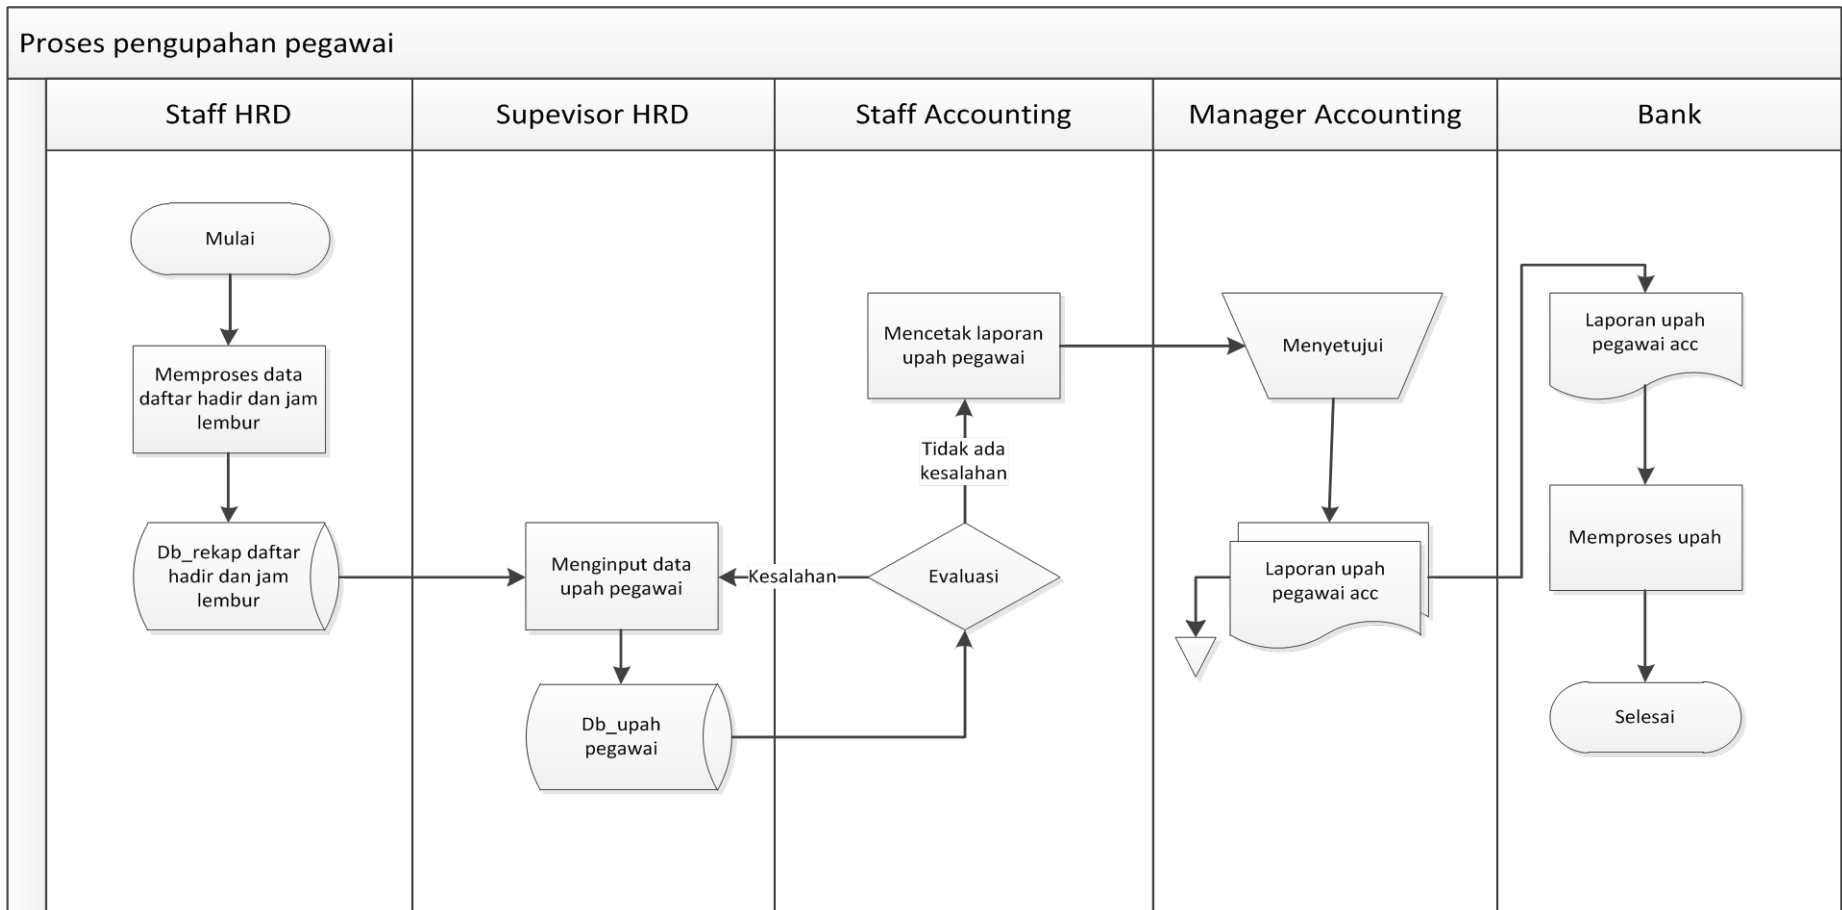 Proses pengupahan pegawai
Staff HRD
Supevisor HRD
Staff Accounting
Manager Accounting
Bank
Mulai
Memproses data
daftar hadir dan jam
lembur
Db_rekap daftar
hadir dan jam
lembur
Menginput data
upah pegawai
Db_upah
pegawai
Kesalahan
Evaluasi
Tidak ada
kesalahan
Mencetak laporan
upah pegawai
Menyetujui
Laporan upah
pegawai acc
Laporan upah
pegawai acc
Memproses upah
Selesai